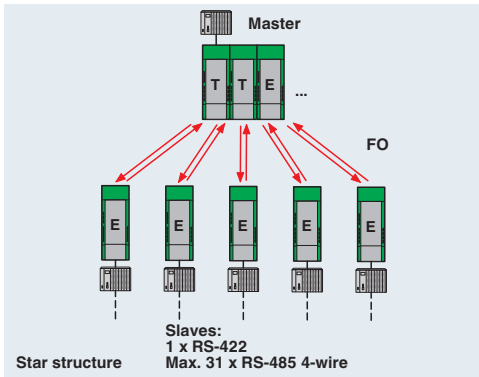 Master
T T E ...
FO
E E E E E
Slaves:
1 x RS-422
Star structure Max. 31 x RS-485 4-wire